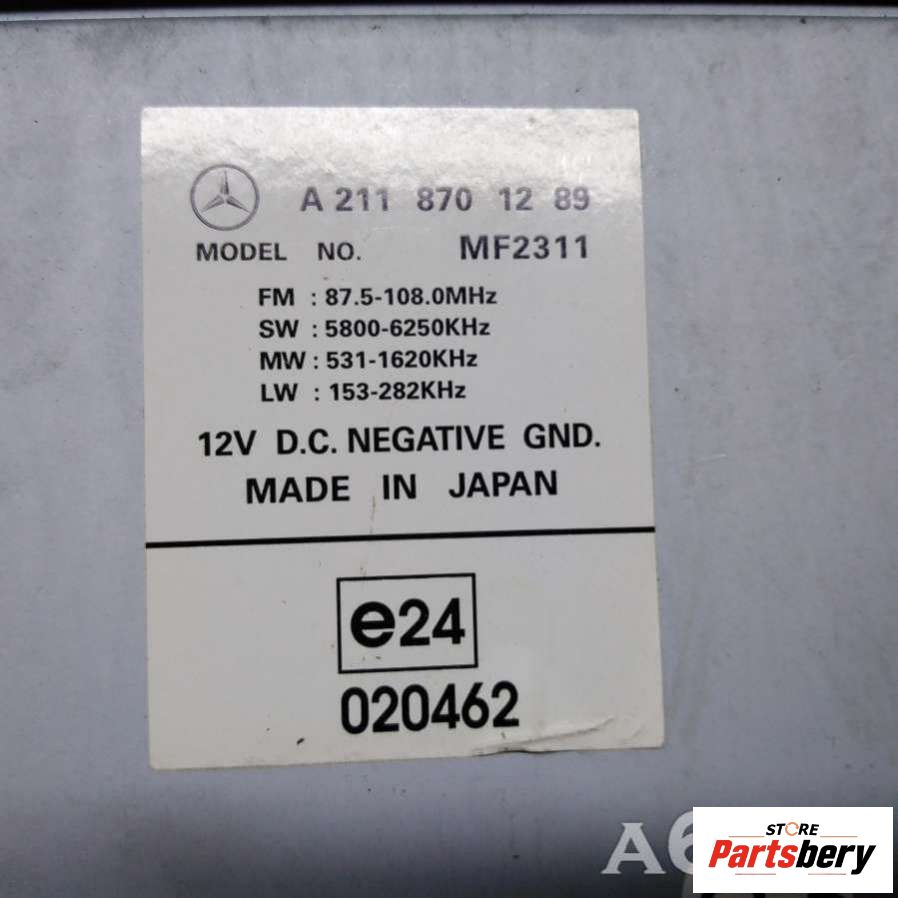 A 211 870 12 89
MODEL NO. MF2311
FM : 87.5-108.0MHz
SW : 5800-6250KHz
MW : 531-1620KHz
LW : 153-282KHz
12V D.C. NEGATIVE GND.
MADE IN JAPAN
e24
020462
STORE
Partsbery